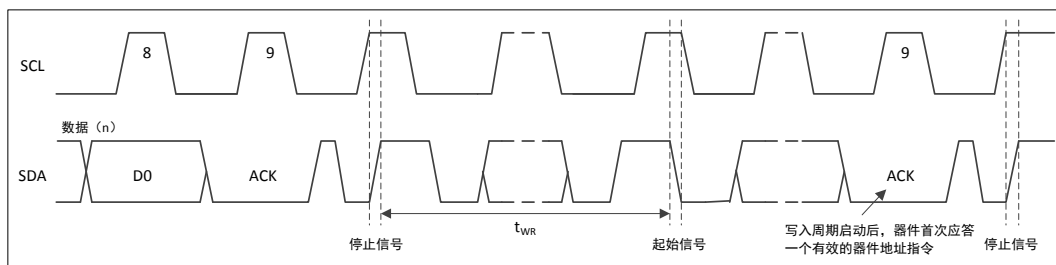 SCL
8
9
9
数据（n）
SDA
D0
ACK
ACK
tWR
停止信号
起始信号
写入周期启动后，器件首次应答
一个有效的器件地址指令
停止信号